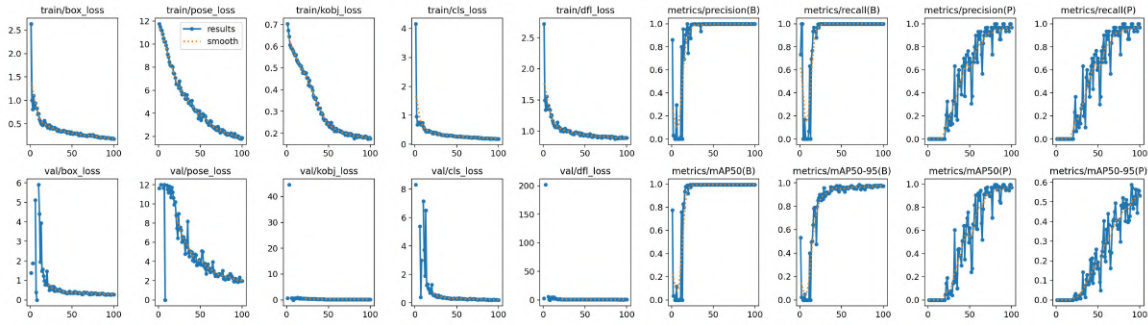 train/box_loss train/pose_loss train/kobj_loss train/cls_loss train/dfl_loss metrics/precision(B) metrics/recall(B) metrics/precision(P) metrics/recall(P)
results
smooth
2.5 2.0 1.5 1.0 0.5
12 10 8 6 4 2
0.7 0.6 0.5 0.4 0.3 0.2
4 3 2 1
2.5 2.0 1.5 1.0
1.0 0.8 0.6 0.4 0.2 0.0
1.0 0.8 0.6 0.4 0.2 0.0
1.0 0.8 0.6 0.4 0.2 0.0
1.0 0.8 0.6 0.4 0.2 0.0
0 50 100 0 50 100 0 50 100 0 50 100 0 50 100 0 50 100 0 50 100 0 50 100 0 50 100
val/box_loss val/pose_loss val/kobj_loss val/cls_loss val/dfl_loss metrics/mAP50(B) metrics/mAP50-95(B) metrics/mAP50(P) metrics/mAP50-95(P)
6 5 4 3 2 1 0
12 10 8 6 4 2 0
40 30 20 10 0
8 6 4 2 0
200 150 100 50 0
1.0 0.8 0.6 0.4 0.2 0.0
1.0 0.8 0.6 0.4 0.2 0.0
1.0 0.8 0.6 0.4 0.2 0.0
0.6 0.5 0.4 0.3 0.2 0.1 0.0
0 50 100 0 50 100 0 50 100 0 50 100 0 50 100 0 50 100 0 50 100 0 50 100 0 50 100